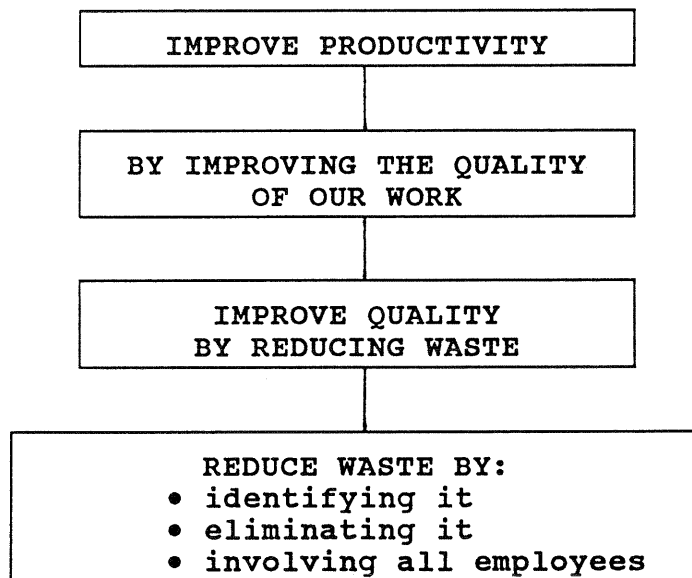 IMPROVE PRODUCTIVITY
BY IMPROVING THE QUALITY
OF OUR WORK
IMPROVE QUALITY
BY REDUCING WASTE
REDUCE WASTE BY:
• identifying it
• eliminating it
• involving all employees